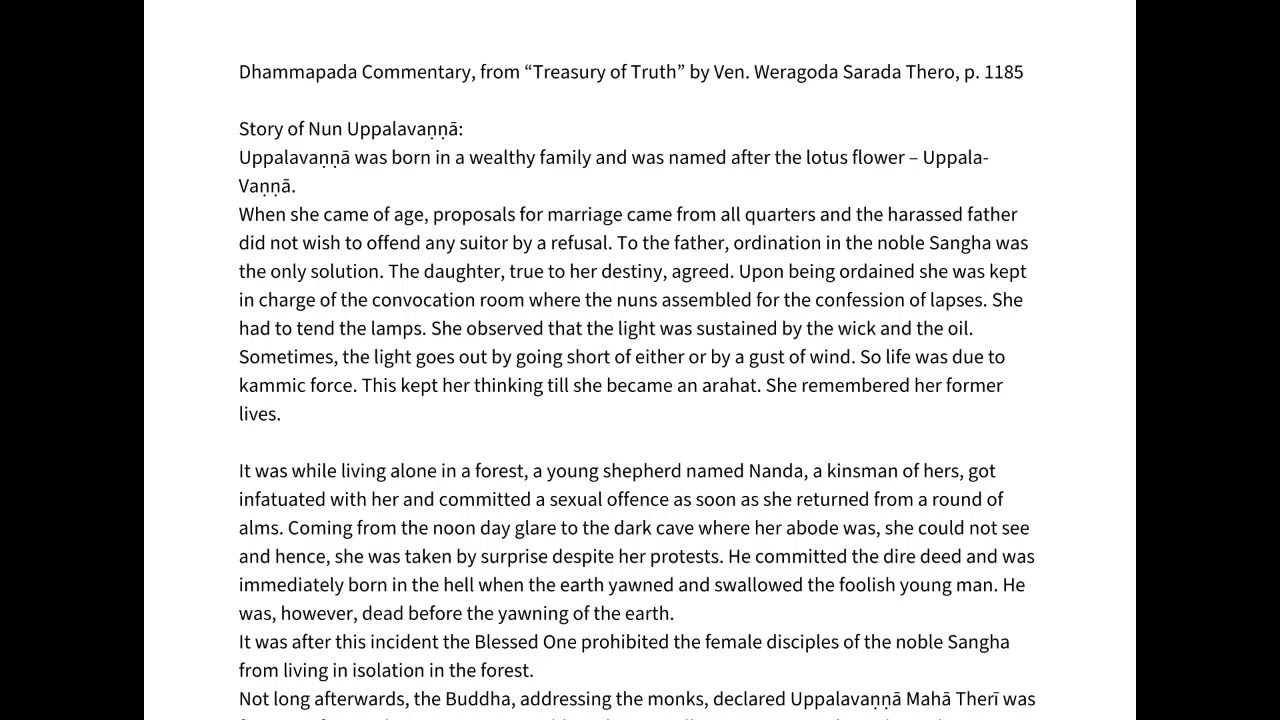 Dhammapada Commentary, from “Treasury of Truth” by Ven. Weragoda Sarada Thero, p. 1185
Story of Nun Uppalavaṇṇā:
Uppalavaṇṇā was born in a wealthy family and was named after the lotus flower – Uppala-
Vaṇṇā.
When she came of age, proposals for marriage came from all quarters and the harassed father
did not wish to offend any suitor by a refusal. To the father, ordination in the noble Sangha was
the only solution. The daughter, true to her destiny, agreed. Upon being ordained she was kept
in charge of the convocation room where the nuns assembled for the confession of lapses. She
had to tend the lamps. She observed that the light was sustained by the wick and the oil.
Sometimes, the light goes out by going short of either or by a gust of wind. So life was due to
kammic force. This kept her thinking till she became an arahat. She remembered her former
lives.
It was while living alone in a forest, a young shepherd named Nanda, a kinsman of hers, got
infatuated with her and committed a sexual offence as soon as she returned from a round of
alms. Coming from the noon day glare to the dark cave where her abode was, she could not see
and hence, she was taken by surprise despite her protests. He committed the dire deed and was
immediately born in the hell when the earth yawned and swallowed the foolish young man. He
was, however, dead before the yawning of the earth.
It was after this incident the Blessed One prohibited the female disciples of the noble Sangha
from living in isolation in the forest.
Not long afterwards, the Buddha, addressing the monks, declared Uppalavaṇṇā Mahā Therī was